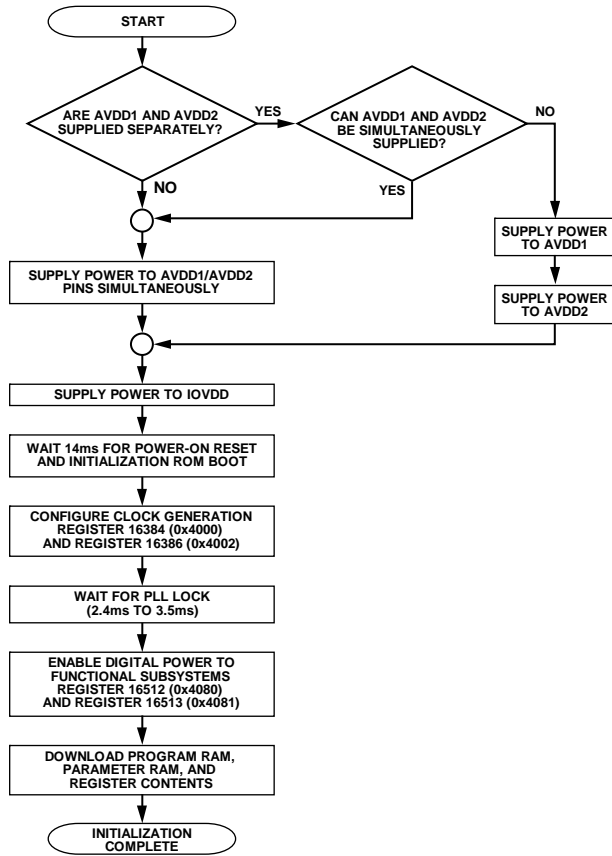 START
ARE AVDD1 AND AVDD2
SUPPLIED SEPARATELY?
YES
CAN AVDD1 AND AVDD2
BE SIMULTANEOUSLY
SUPPLIED?
NO
NO
YES
SUPPLY POWER
TO AVDD1
SUPPLY POWER TO AVDD1/AVDD2
PINS SIMULTANEOUSLY
SUPPLY POWER
TO AVDD2
SUPPLY POWER TO IOVDD
WAIT 14ms FOR POWER-ON RESET
AND INITIALIZATION ROM BOOT
CONFIGURE CLOCK GENERATION
REGISTER 16384 (0x4000)
AND REGISTER 16386 (0x4002)
WAIT FOR PLL LOCK
(2.4ms TO 3.5ms)
ENABLE DIGITAL POWER TO
FUNCTIONAL SUBSYSTEMS
REGISTER 16512 (0x4080)
AND REGISTER 16513 (0x4081)
DOWNLOAD PROGRAM RAM,
PARAMETER RAM, AND
REGISTER CONTENTS
INITIALIZATION
COMPLETE